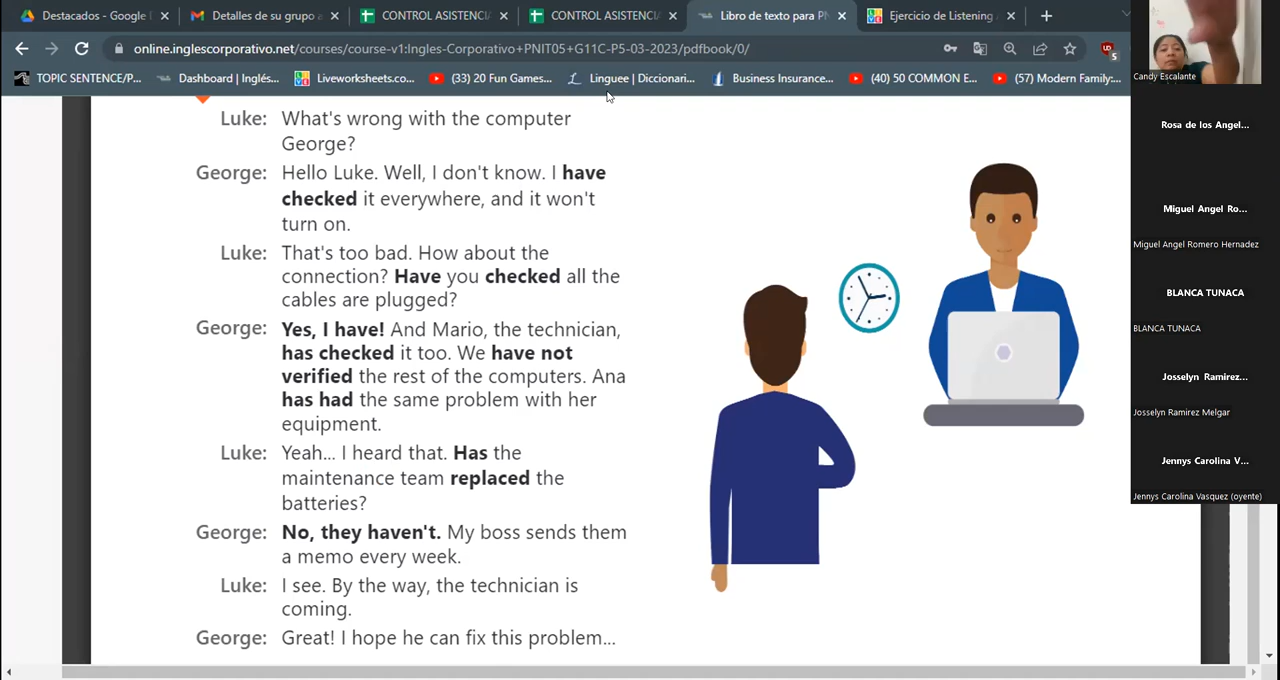 Destacados - Google
Detalles de su grupo a
CONTROL ASISTENCI
CONTROL ASISTENCI
Libro de texto para PN
Ejercicio de Listening
online.inglescorporativo.net/courses/course-v1:Ingles-Corporativo+PNIT05+G11C-P5-03-2023/pdfbook/0/
TOPIC SENTENCE/P...
Dashboard | Inglés...
Liveworksheets.co...
(33) 20 Fun Games...
Linguee | Diccionari...
Business Insurance...
(40) 50 COMMON E...
(57) Modern Family:...
Luke: What's wrong with the computer
George?
George: Hello Luke. Well, I don't know. I have
checked it everywhere, and it won't
turn on.
Luke: That's too bad. How about the
connection? Have you checked all the
cables are plugged?
George: Yes, I have! And Mario, the technician,
has checked it too. We have not
verified the rest of the computers. Ana
has had the same problem with her
equipment.
Luke: Yeah... I heard that. Has the
maintenance team replaced the
batteries?
George: No, they haven't. My boss sends them
a memo every week.
Luke: I see. By the way, the technician is
coming.
George: Great! I hope he can fix this problem...
Candy Escalante
Rosa de los Angel...
Miguel Angel Ro...
Miguel Angel Romero Hernadez
BLANCA TUNACA
BLANCA TUNACA
Josselyn Ramirez...
Josselyn Ramirez Melgar
Jennys Carolina V...
Jennys Carolina Vasquez (oyente)